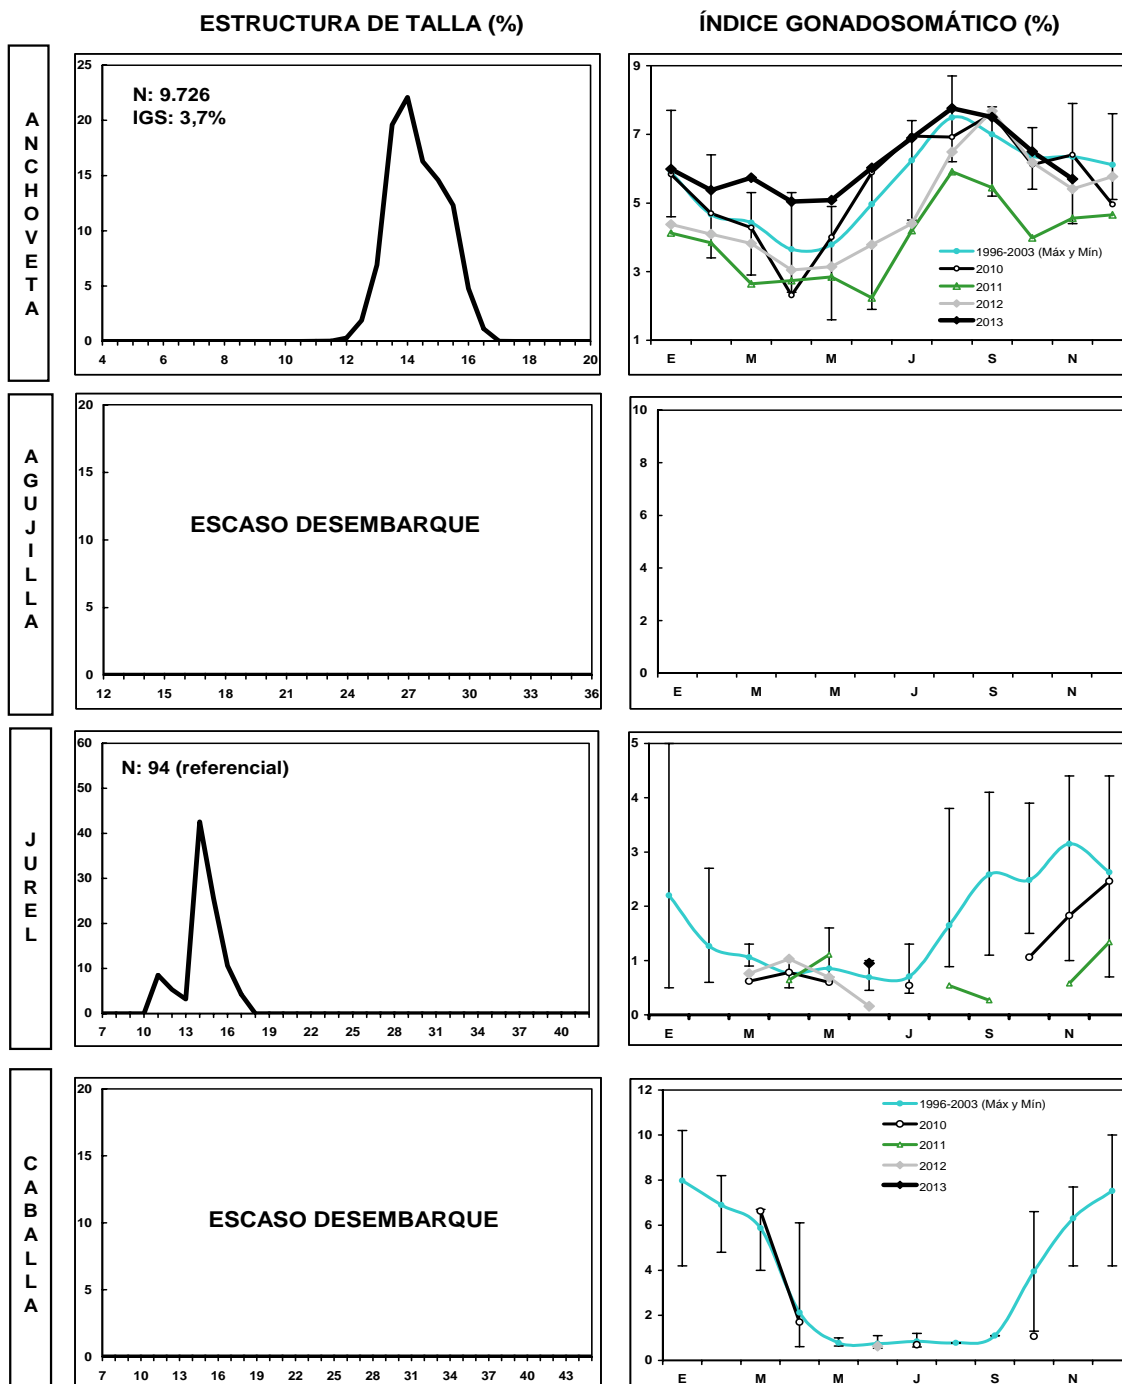 ESTRUCTURA DE TALLA (%)
ÍNDICE GONADOSOMÁTICO (%)
ANCHOVETA
25
20
15
10
5
0
N: 9.726
IGS: 3,7%
4 6 8 10 12 14 16 18 20
9
7
5
3
1
1996-2003 (Máx y Mín)
2010
2011
2012
2013
E M M J S N
AGUJILLA
20
15
10
5
0
ESCASO DESEMBARQUE
12 15 18 21 24 27 30 33 36
10
8
6
4
2
0
E M M J S N
JUREL
60
50
40
30
20
10
0
N: 94 (referencial)
7 10 13 16 19 22 25 28 31 34 37 40
5
4
3
2
1
0
E M M J S N
CABALLA
20
15
10
5
0
ESCASO DESEMBARQUE
7 10 13 16 19 22 25 28 31 34 37 40 43
12
10
8
6
4
2
0
1996-2003 (Máx y Mín)
2010
2011
2012
2013
E M M J S N